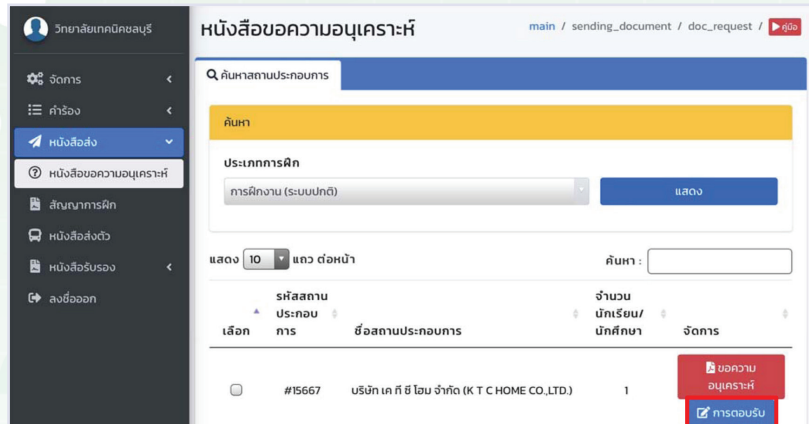 วิทยาลัยเทคนิคชลบุรี
จัดการ
คำร้อง
หนังสือส่ง
หนังสือขอความอนุเคราะห์
สัญญาการฝึก
หนังสือส่งตัว
หนังสือรับรอง
ลงชื่อออก
หนังสือขอความอนุเคราะห์
main / sending_document / doc_request / คู่มือ
ค้นหาสถานประกอบการ
ค้นหา
ประเภทการฝึก
การฝึกงาน (ระบบปกติ)
แสดง
แสดง 10 แถว ต่อหน้า
ค้นหา :
เลือก
รหัสสถาน
ประกอบ
การ
ชื่อสถานประกอบการ
จำนวน
นักเรียน/
นักศึกษา
จัดการ
#15667 บริษัท เค ที ซี โฮม จำกัด (K T C HOME CO.,LTD.) 1
ขอความ
อนุเคราะห์
การตอบรับ